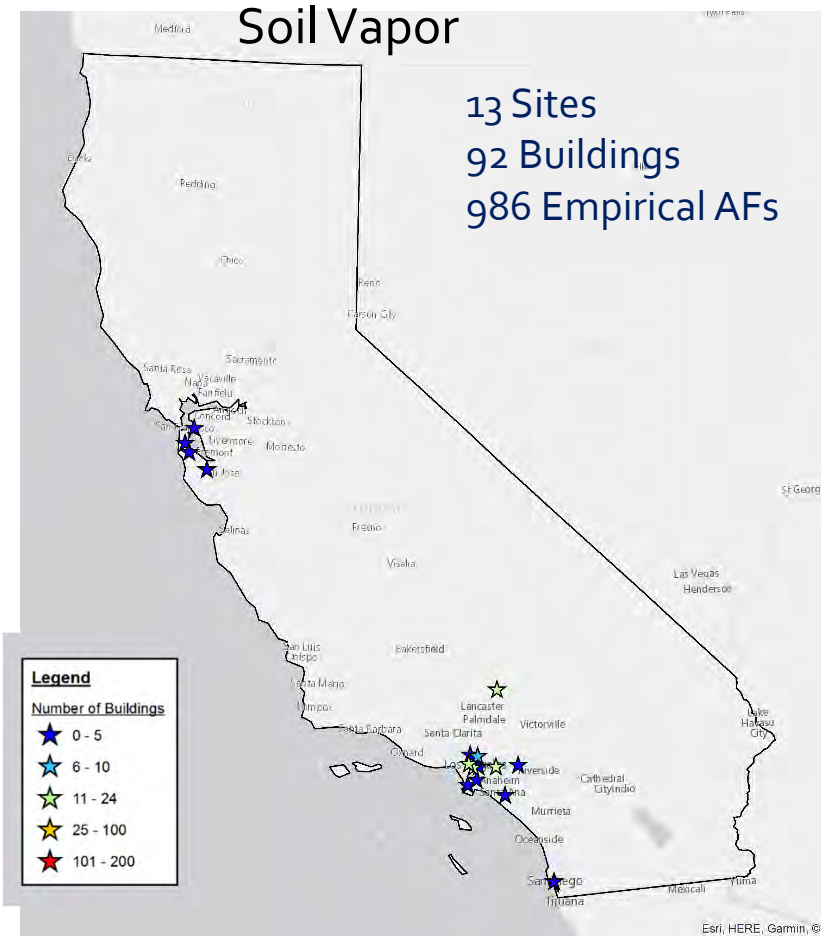 Soil Vapor
Medford
13 Sites
92 Buildings
986 Empirical AFs
Redding
Chico
Reno
Carson City
Sacramento
Santa Rosa
Vacaville
Napa
Fairfield
Concord
Stockton
Livermore
Modesto
Fremont
San Jose
St Georg
Salinas
Fresno
Visalia
Las Vegas
Henderson
San Luis
Obispo
Bakersfield
Santa Maria
Lompoc
Lancaster
Palmdale
Victorville
Lake
Havasu
City
Santa Barbara
Santa Clarita
Oxnard
Los
Riverside
Anaheim
Santa Ana
Cathedral
City
Indio
Murrieta
Oceanside
San Diego
Mexicali
Yuma
Tijuana
Legend
Number of Buildings
0 - 5
6 - 10
11 - 24
25 - 100
101 - 200
Esri, HERE, Garmin, ©